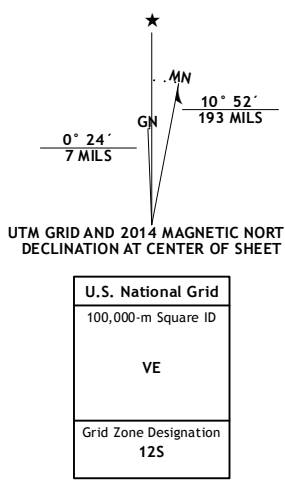 MN
GN
10° 52´
193 MILS
0° 24´
7 MILS
UTM GRID AND 2014 MAGNETIC NORT
DECLINATION AT CENTER OF SHEET
U.S. National Grid
100,000-m Square ID
VE
Grid Zone Designation
12S